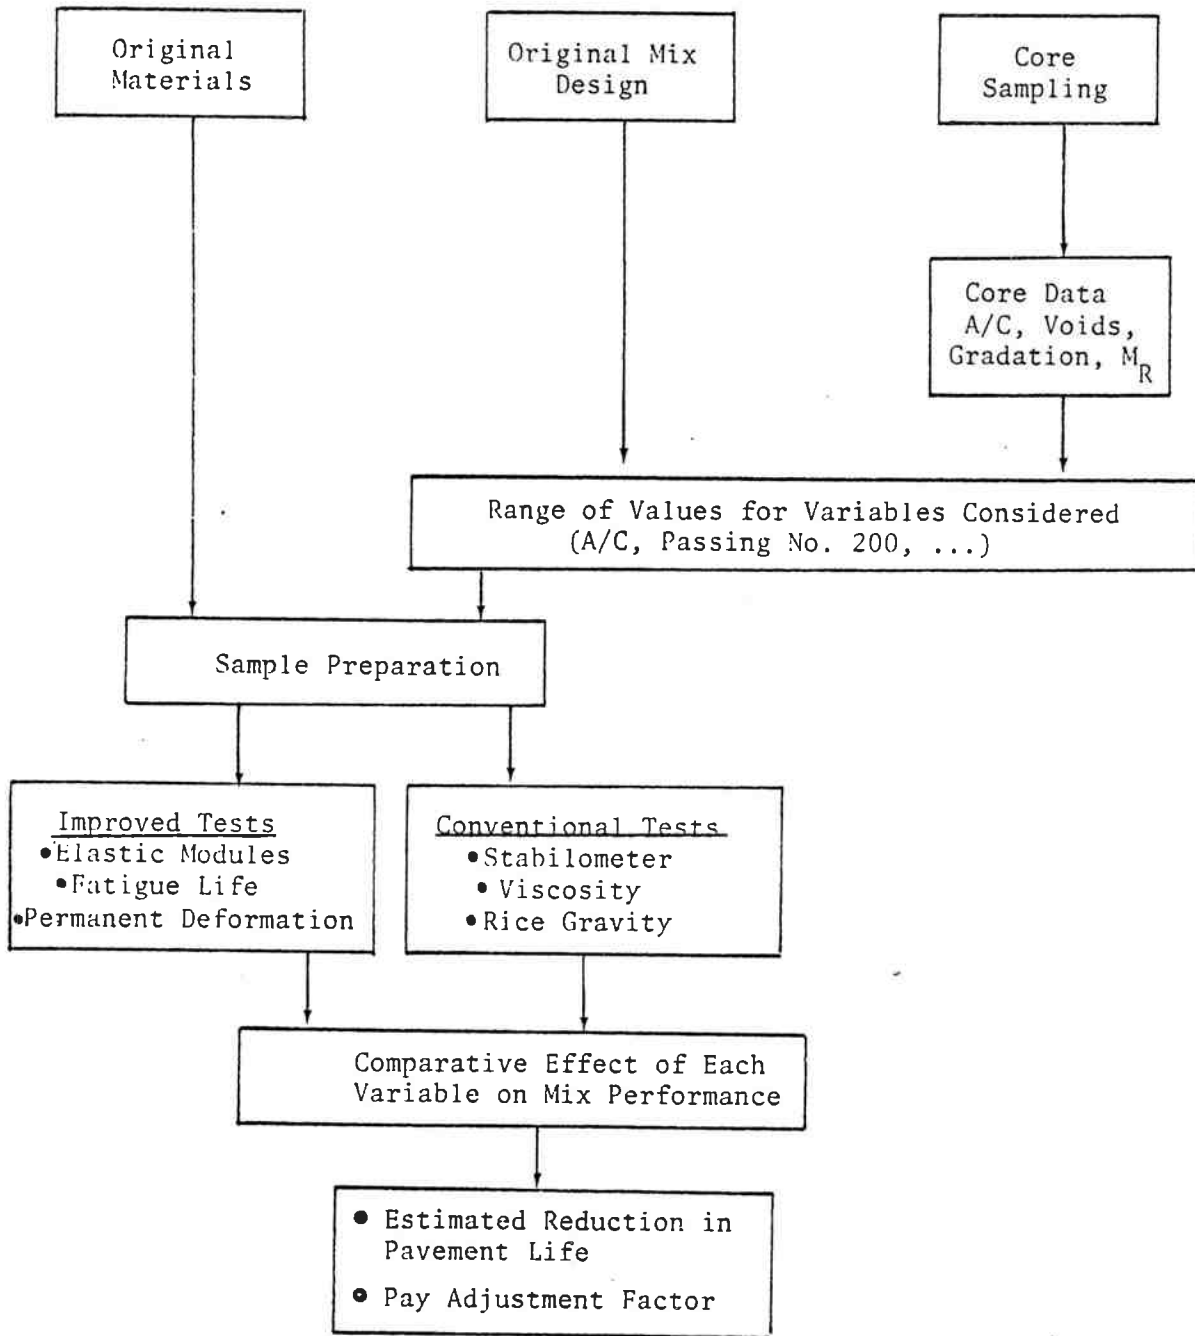 Original
Materials
Original Mix
Design
Core
Sampling
Core Data
A/C, Voids,
Gradation, M_R
Range of Values for Variables Considered
(A/C, Passing No. 200, ...)
Sample Preparation
Improved Tests
•Elastic Modules
•Fatigue Life
•Permanent Deformation
Conventional Tests
•Stabilometer
• Viscosity
•Rice Gravity
Comparative Effect of Each
Variable on Mix Performance
• Estimated Reduction in
Pavement Life
• Pay Adjustment Factor